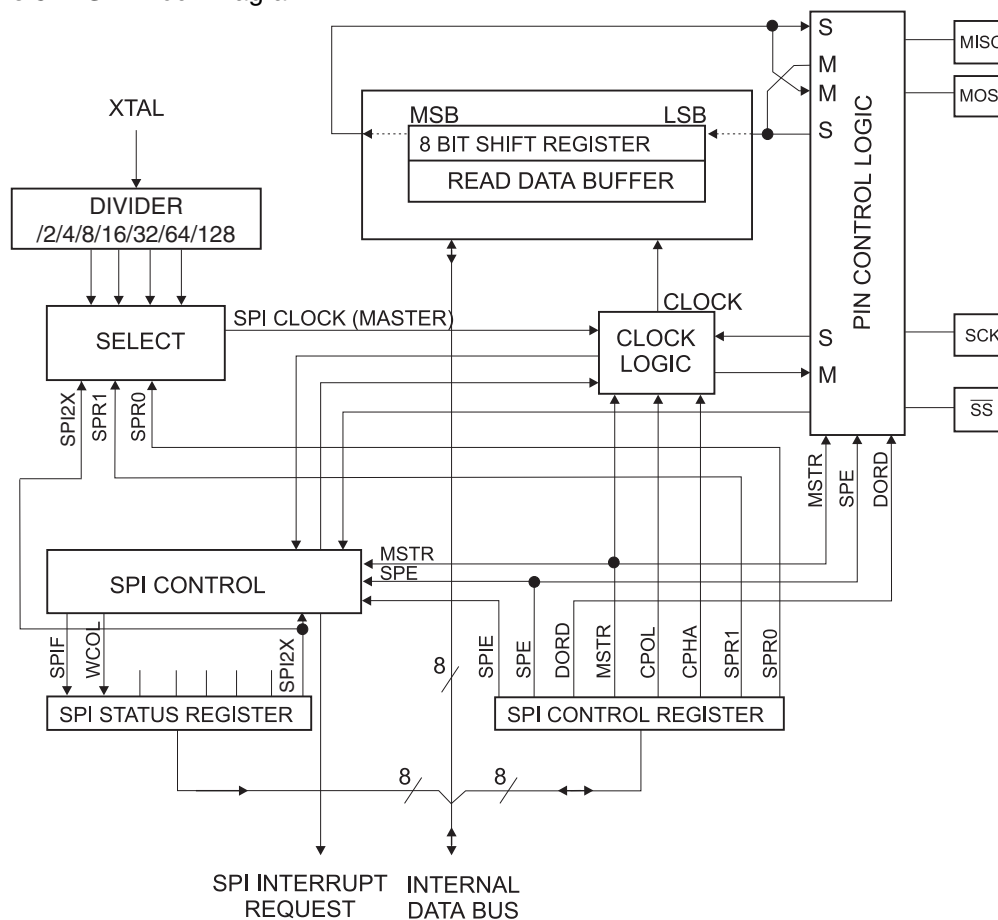 S
MISO
M
MOSI
M
S
PIN CONTROL LOGIC
XTAL
MSB
LSB
8 BIT SHIFT REGISTER
READ DATA BUFFER
DIVIDER
/2/4/8/16/32/64/128
SPI CLOCK (MASTER)
CLOCK
SELECT
CLOCK
LOGIC
S
M
SCK
SS
SPI2X
SPR1
SPR0
MSTR
SPE
DORD
MSTR
SPE
SPI CONTROL
SPIF
WCOL
SPI2X
8
SPIE
SPE
DORD
MSTR
CPOL
CPHA
SPR1
SPR0
SPI STATUS REGISTER
SPI CONTROL REGISTER
8
8
SPI INTERRUPT
REQUEST
INTERNAL
DATA BUS